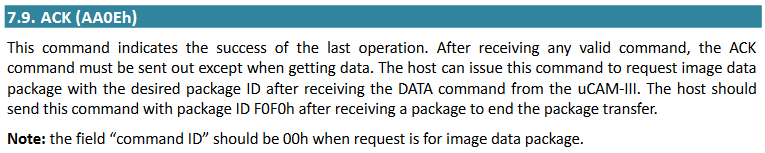 7.9. ACK (AA0Eh)
This command indicates the success of the last operation. After receiving any valid command, the ACK
command must be sent out except when getting data. The host can issue this command to request image data
package with the desired package ID after receiving the DATA command from the uCAM-III. The host should
send this command with package ID F0F0h after receiving a package to end the package transfer.
Note: the field “command ID” should be 00h when request is for image data package.